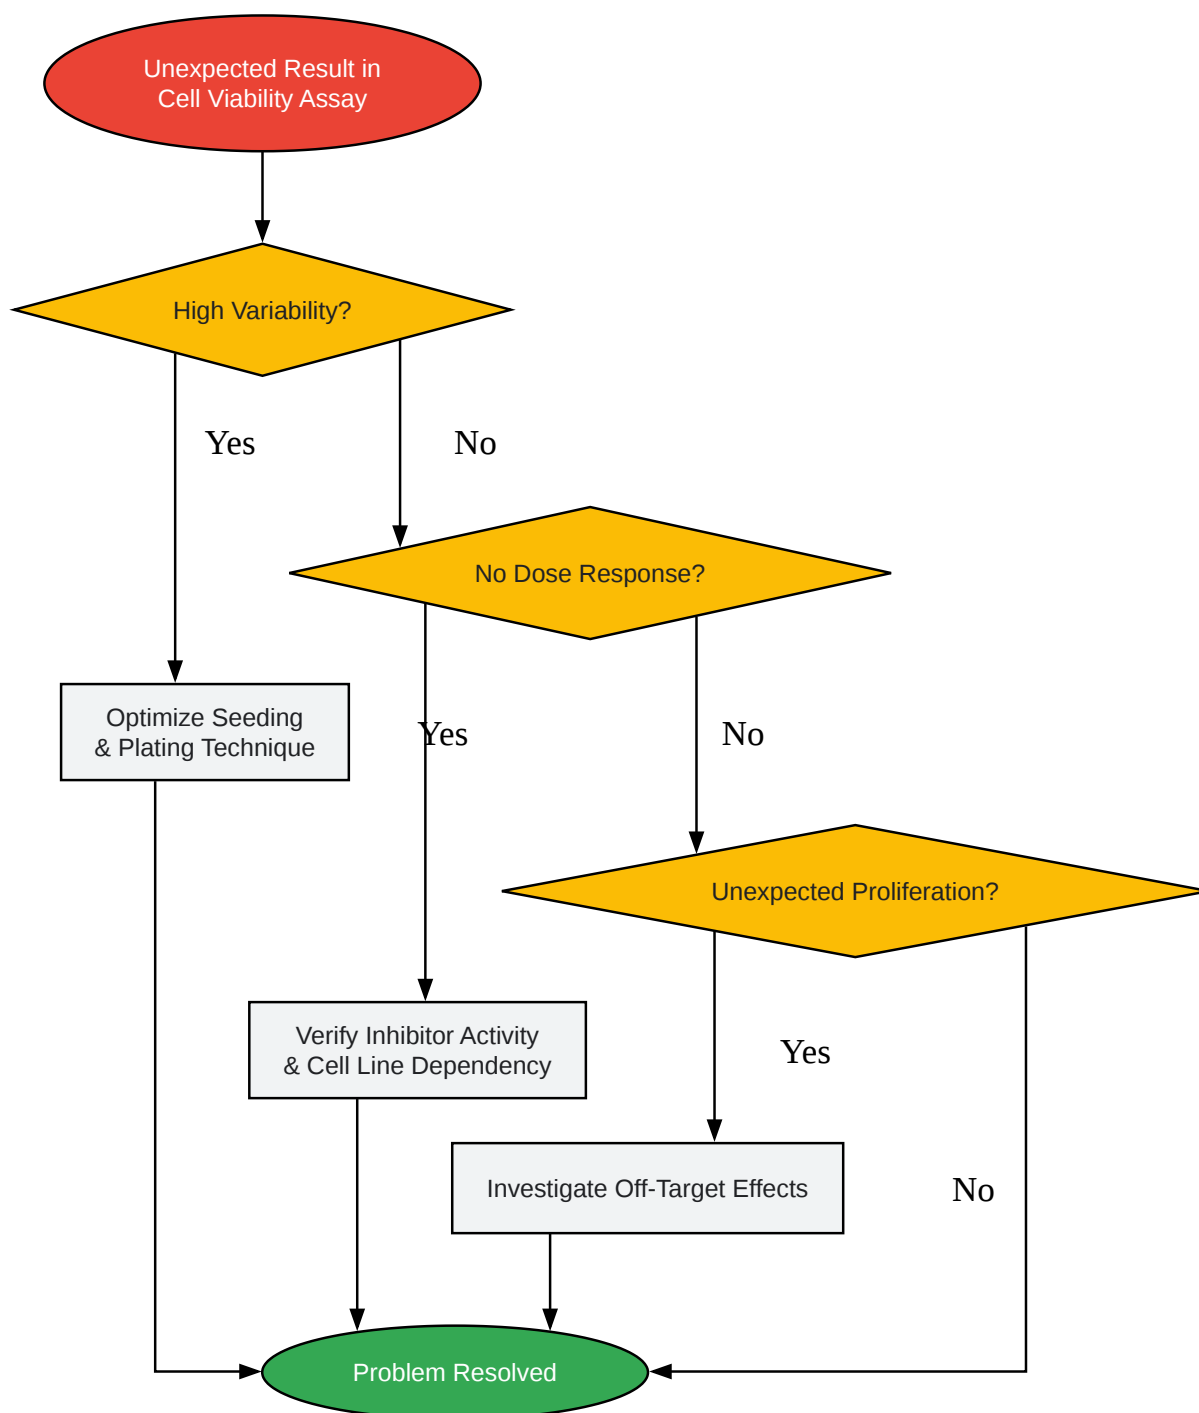 Unexpected Result in
Cell Viability Assay
High Variability?
Yes
No
No Dose Response?
Optimize Seeding
& Plating Technique
Yes
No
Unexpected Proliferation?
Verify Inhibitor Activity
& Cell Line Dependency
Yes
Investigate Off-Target Effects
No
Problem Resolved